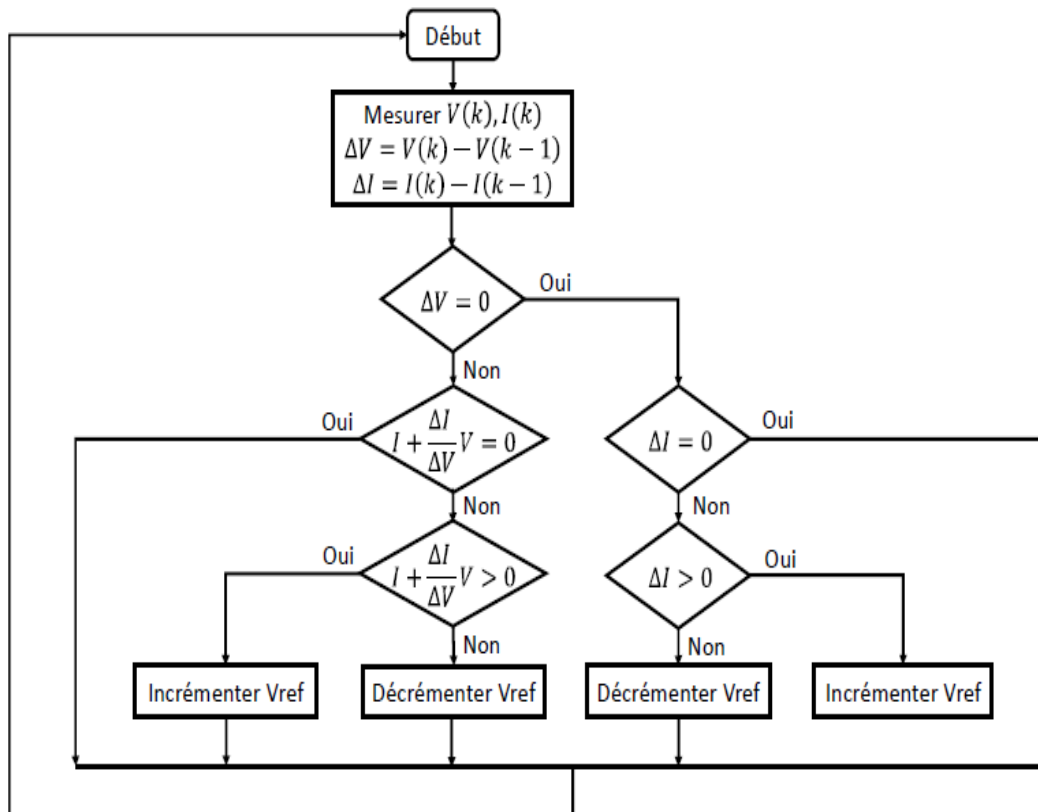 Début
Mesurer V(k), I(k)
ΔV = V(k) − V(k − 1)
ΔI = I(k) − I(k − 1)
ΔV = 0
Oui
Non
I + ΔI/ΔV V = 0
Oui
Non
ΔI = 0
Oui
Non
I + ΔI/ΔV V > 0
Oui
Non
ΔI > 0
Oui
Non
Incrémenter Vref
Décrémenter Vref
Décrémenter Vref
Incrémenter Vref